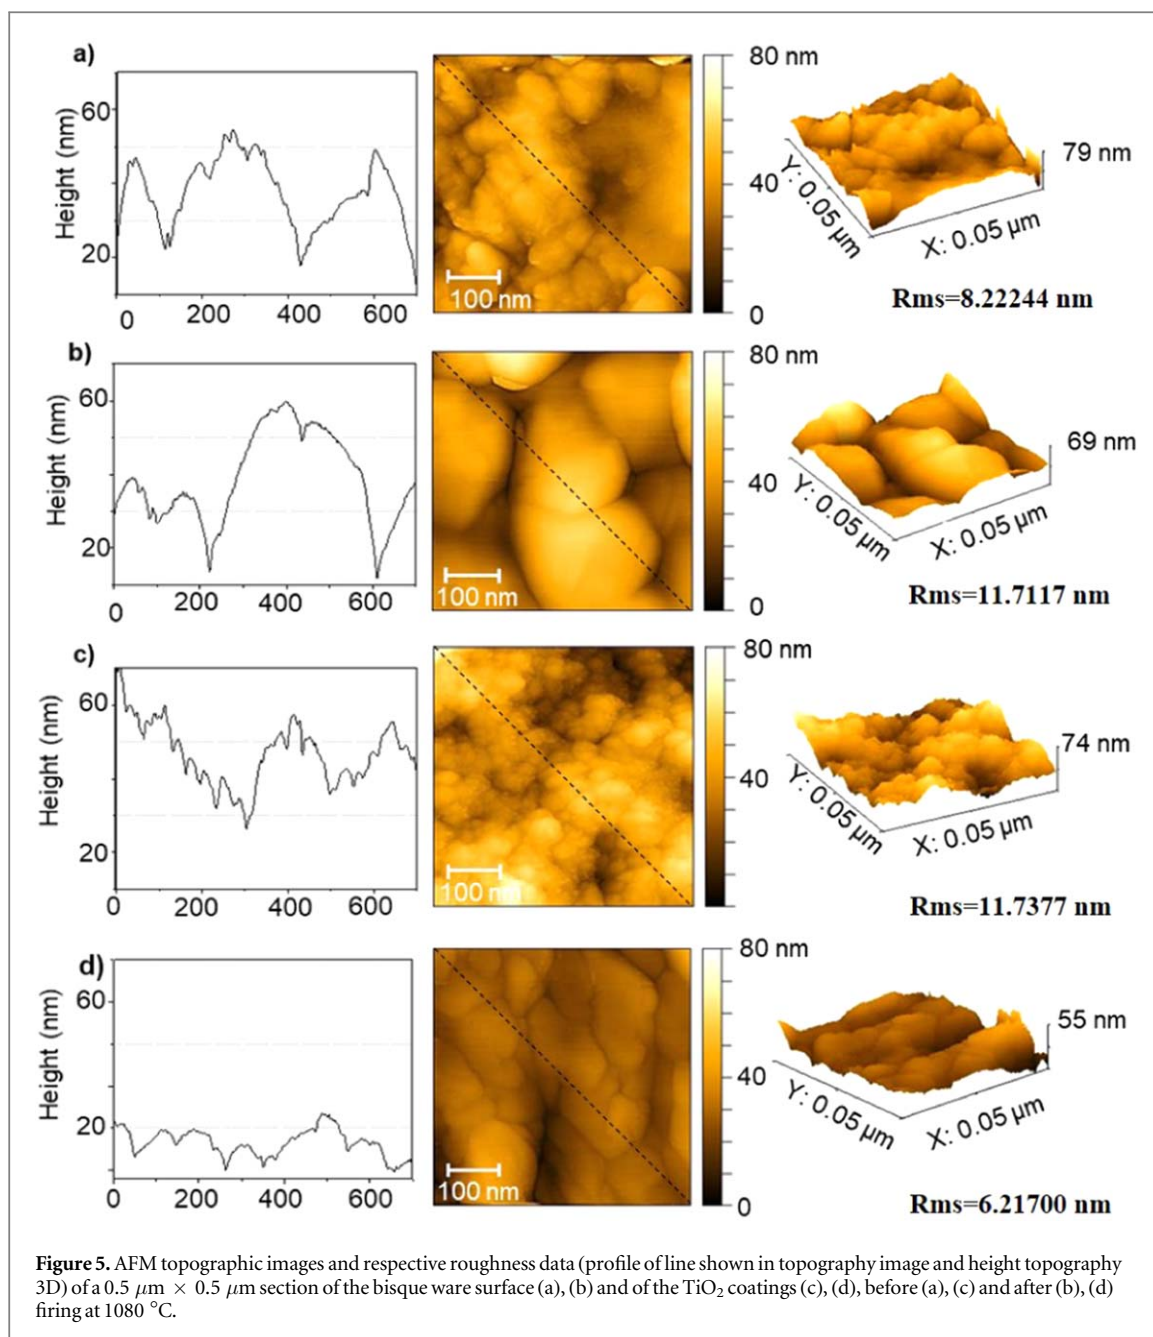 a)
Height (nm)
60
20
0 200 400 600
100 nm
80 nm
40
0
Y: 0.05 µm
X: 0.05 µm
79 nm
Rms=8.22244 nm
b)
Height (nm)
60
20
0 200 400 600
100 nm
80 nm
40
0
Y: 0.05 µm
X: 0.05 µm
69 nm
Rms=11.7117 nm
c)
Height (nm)
60
20
0 200 400 600
100 nm
80 nm
40
Y: 0.05 µm
X: 0.05 µm
74 nm
Rms=11.7377 nm
d)
Height (nm)
60
20
0 200 400 600
100 nm
80 nm
40
0
Y: 0.05 µm
X: 0.05 µm
55 nm
Rms=6.21700 nm
Figure 5. AFM topographic images and respective roughness data (profile of line shown in topography image and height topography
3D) of a 0.5 µm × 0.5 µm section of the bisque ware surface (a), (b) and of the TiO₂ coatings (c), (d), before (a), (c) and after (b), (d)
firing at 1080 °C.